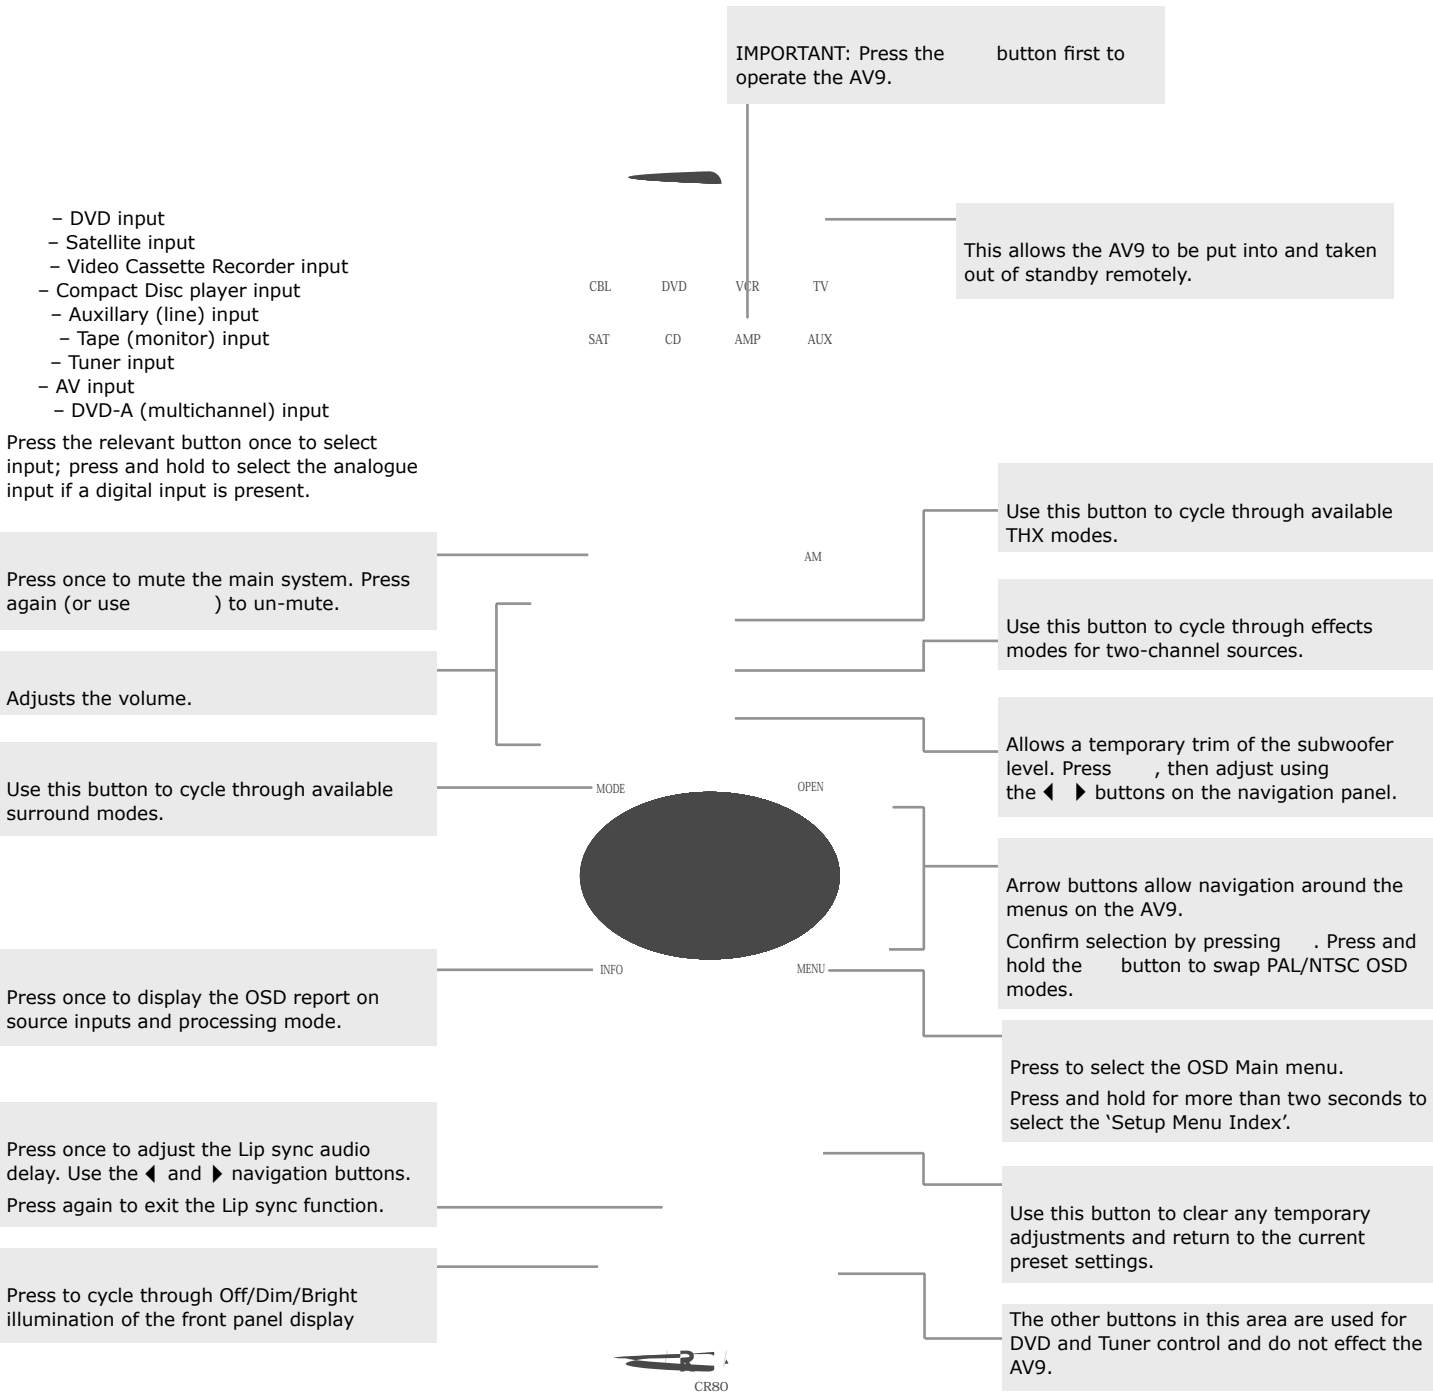 IMPORTANT: Press the button first to
operate the AV9.
– DVD input
– Satellite input
– Video Cassette Recorder input
– Compact Disc player input
– Auxillary (line) input
– Tape (monitor) input
– Tuner input
– AV input
– DVD-A (multichannel) input
Press the relevant button once to select
input; press and hold to select the analogue
input if a digital input is present.
This allows the AV9 to be put into and taken
out of standby remotely.
CBL DVD VCR TV
SAT CD AMP AUX
Use this button to cycle through available
THX modes.
AM
Press once to mute the main system. Press
again (or use ) to un-mute.
Use this button to cycle through effects
modes for two-channel sources.
Adjusts the volume.
Allows a temporary trim of the subwoofer
level. Press , then adjust using
the ◀ ▶ buttons on the navigation panel.
Use this button to cycle through available
surround modes.
MODE OPEN
Arrow buttons allow navigation around the
menus on the AV9.
Confirm selection by pressing . Press and
hold the button to swap PAL/NTSC OSD
modes.
INFO MENU
Press once to display the OSD report on
source inputs and processing mode.
Press to select the OSD Main menu.
Press and hold for more than two seconds to
select the ‘Setup Menu Index’.
Press once to adjust the Lip sync audio
delay. Use the ◀ and ▶ navigation buttons.
Press again to exit the Lip sync function.
Use this button to clear any temporary
adjustments and return to the current
preset settings.
Press to cycle through Off/Dim/Bright
illumination of the front panel display
The other buttons in this area are used for
DVD and Tuner control and do not effect the
AV9.
CR80